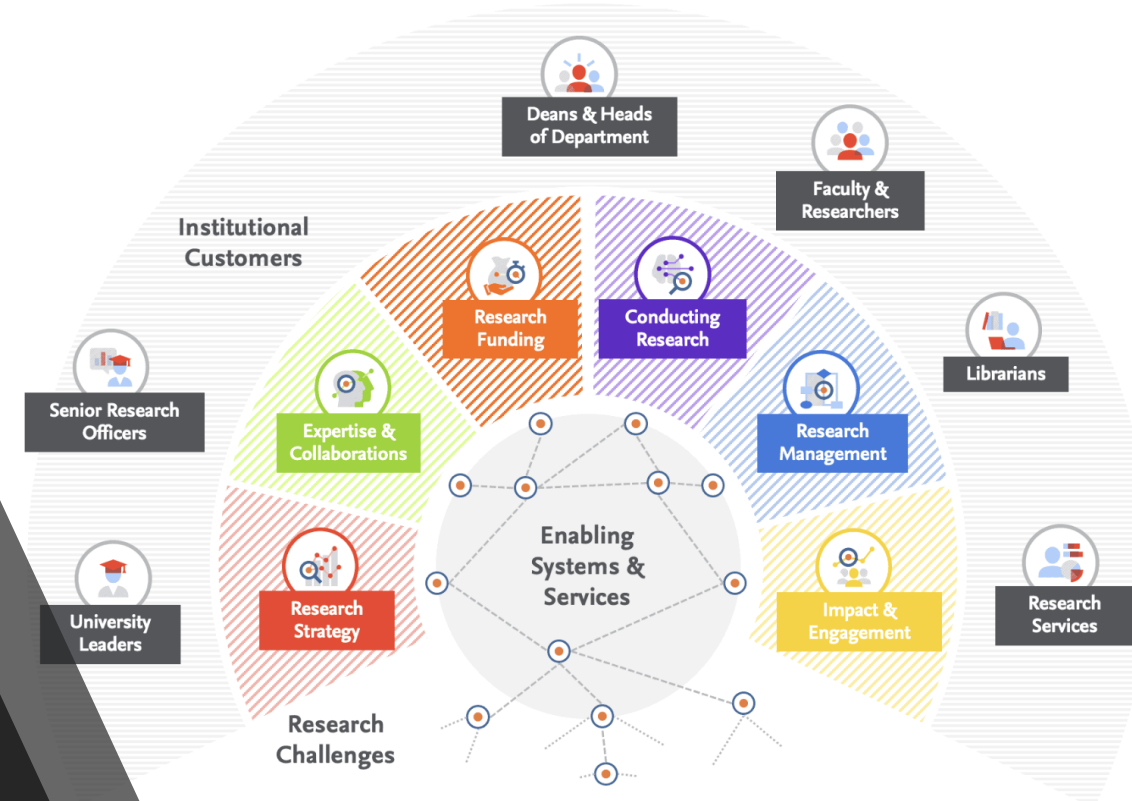 Deans & Heads
of Department
Faculty &
Researchers
Institutional
Customers
Research
Funding
Conducting
Research
Librarians
Senior Research
Officers
Expertise &
Collaborations
Research
Management
Enabling
Systems &
Services
University
Leaders
Research
Strategy
Impact &
Engagement
Research
Services
Research
Challenges